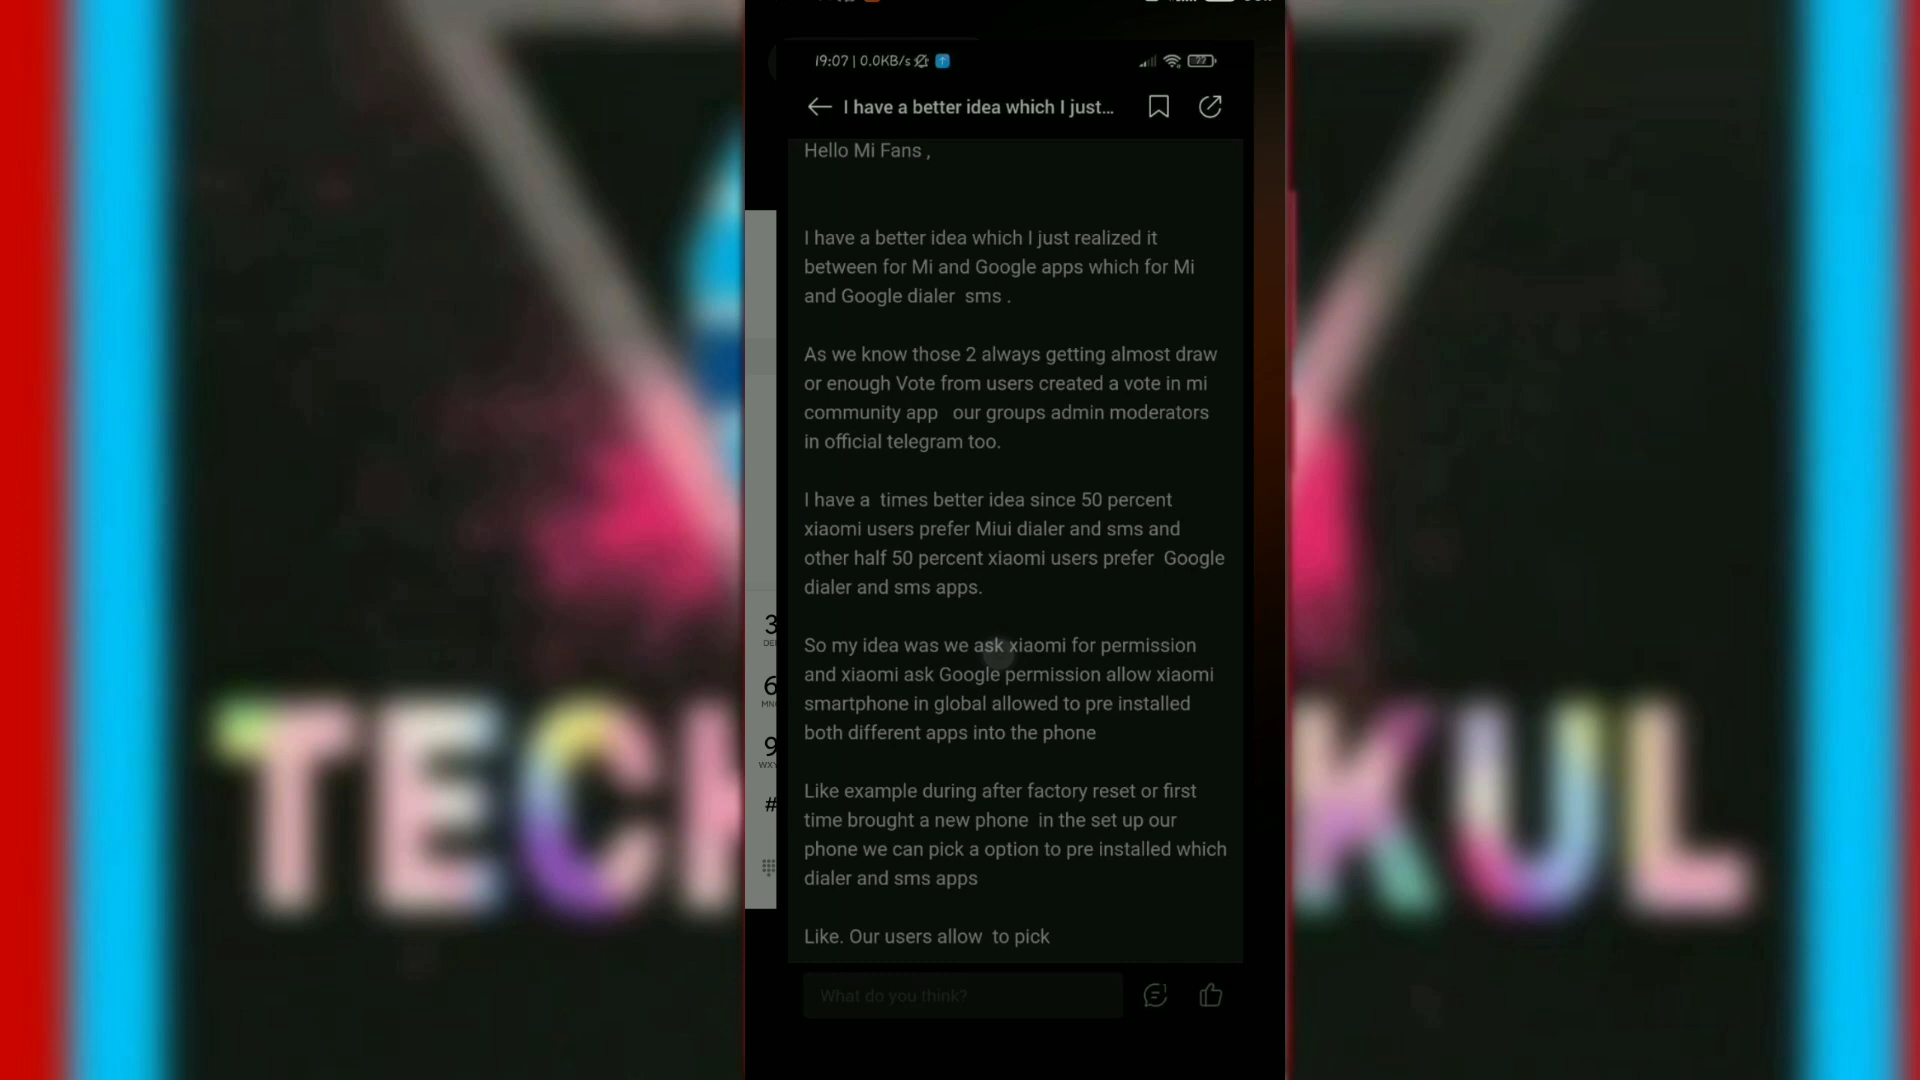 19:07 | 0.0KB/s
77
I have a better idea which I just...
Hello Mi Fans ,
I have a better idea which I just realized it
between for Mi and Google apps which for Mi
and Google dialer  sms .
As we know those 2 always getting almost draw
or enough Vote from users created a vote in mi
community app   our groups admin moderators
in official telegram too.
I have a  times better idea since 50 percent
xiaomi users prefer Miui dialer and sms and
other half 50 percent xiaomi users prefer  Google
dialer and sms apps.
So my idea was we ask xiaomi for permission
and xiaomi ask Google permission allow xiaomi
smartphone in global allowed to pre installed
both different apps into the phone
Like example during after factory reset or first
time brought a new phone  in the set up our
phone we can pick a option to pre installed which
dialer and sms apps
Like. Our users allow  to pick
What do you think?
3
6
9
#
TECH
KUL